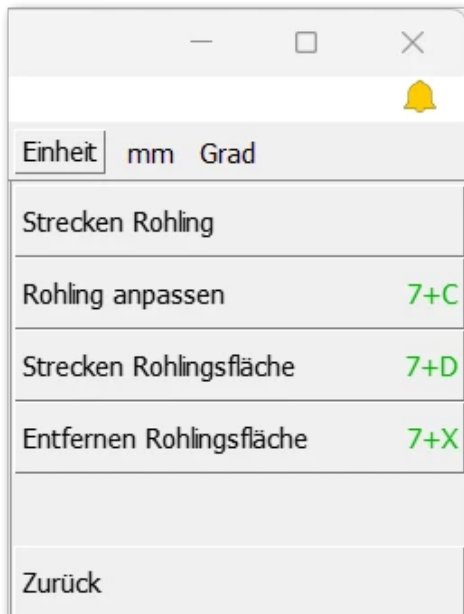 Einheit mm Grad
Strecken Rohling
Rohling anpassen 7+C
Strecken Rohlingsfläche 7+D
Entfernen Rohlingsfläche 7+X
Zurück